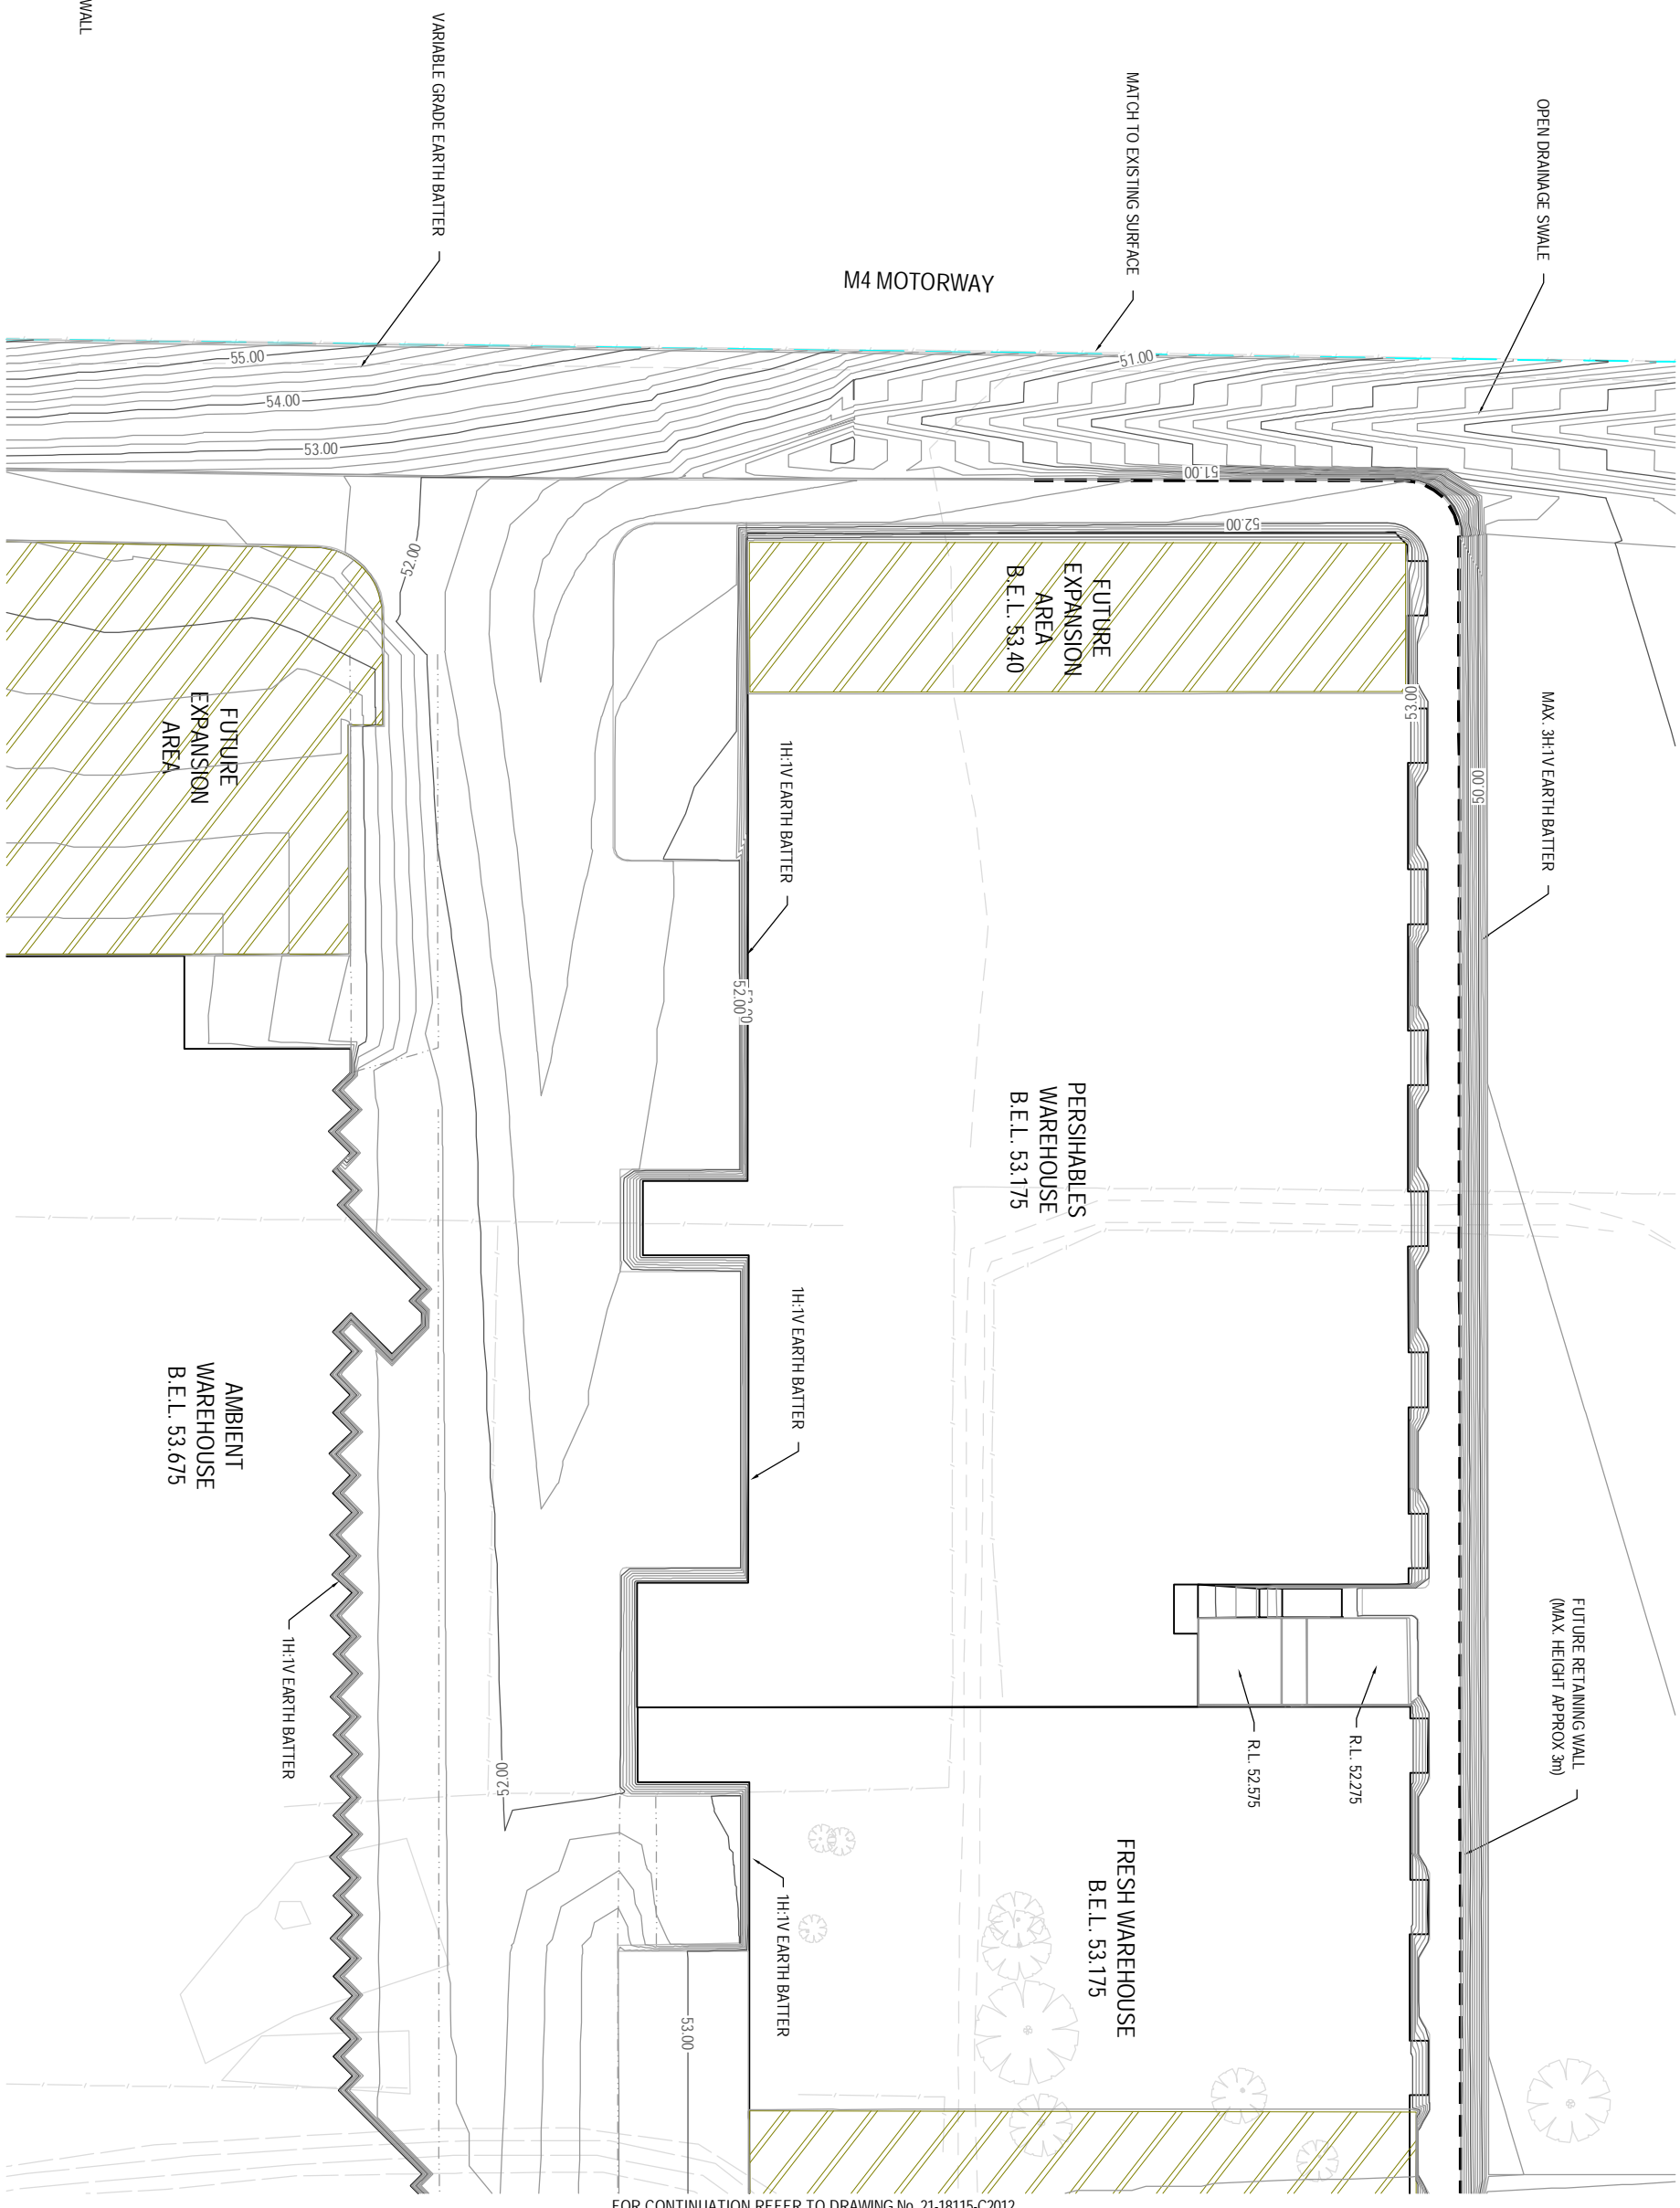 WALL
VARIABLE GRADE EARTH BATTER
MATCH TO EXISTING SURFACE
OPEN DRAINAGE SWALE
M4 MOTORWAY
55.00
54.00
53.00
51.00
51.00
52.00
52.00
FUTURE
EXPANSION
AREA
B.E.L. 53.40
53.00
50.00
MAX. 3H:1V EARTH BATTER
FUTURE
EXPANSION
AREA
1H:1V EARTH BATTER
52.00
PERSIHABLES
WAREHOUSE
B.E.L. 53.175
1H:1V EARTH BATTER
AMBIENT
WAREHOUSE
B.E.L. 53.675
1H:1V EARTH BATTER
FUTURE RETAINING WALL
(MAX. HEIGHT APPROX 3m)
R.L. 52.575
R.L. 52.275
52.00
FRESH WAREHOUSE
B.E.L. 53.175
1H:1V EARTH BATTER
53.00
FOR CONTINUATION REFER TO DRAWING No. 21-18115-C2012